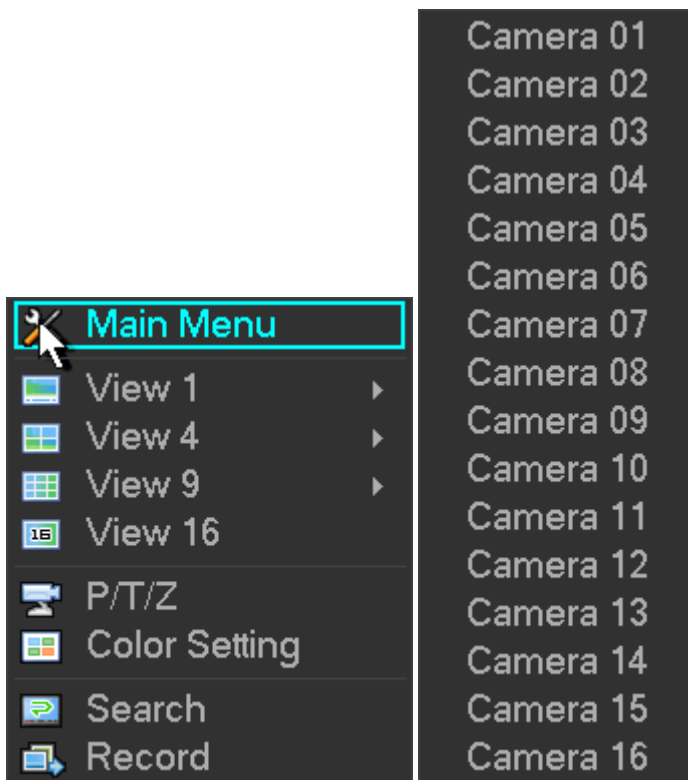 Main Menu
View 1
View 4
View 9
View 16
16
P/T/Z
Color Setting
Search
Record
Camera 01
Camera 02
Camera 03
Camera 04
Camera 05
Camera 06
Camera 07
Camera 08
Camera 09
Camera 10
Camera 11
Camera 12
Camera 13
Camera 14
Camera 15
Camera 16